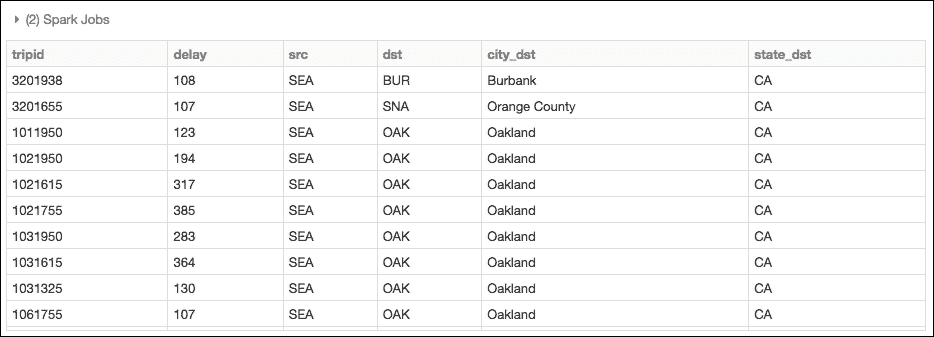 (2) Spark Jobs
tripid delay src dst city_dst state_dst
3201938 108 SEA BUR Burbank CA
3201655 107 SEA SNA Orange County CA
1011950 123 SEA OAK Oakland CA
1021950 194 SEA OAK Oakland CA
1021615 317 SEA OAK Oakland CA
1021755 385 SEA OAK Oakland CA
1031950 283 SEA OAK Oakland CA
1031615 364 SEA OAK Oakland CA
1031325 130 SEA OAK Oakland CA
1061755 107 SEA OAK Oakland CA